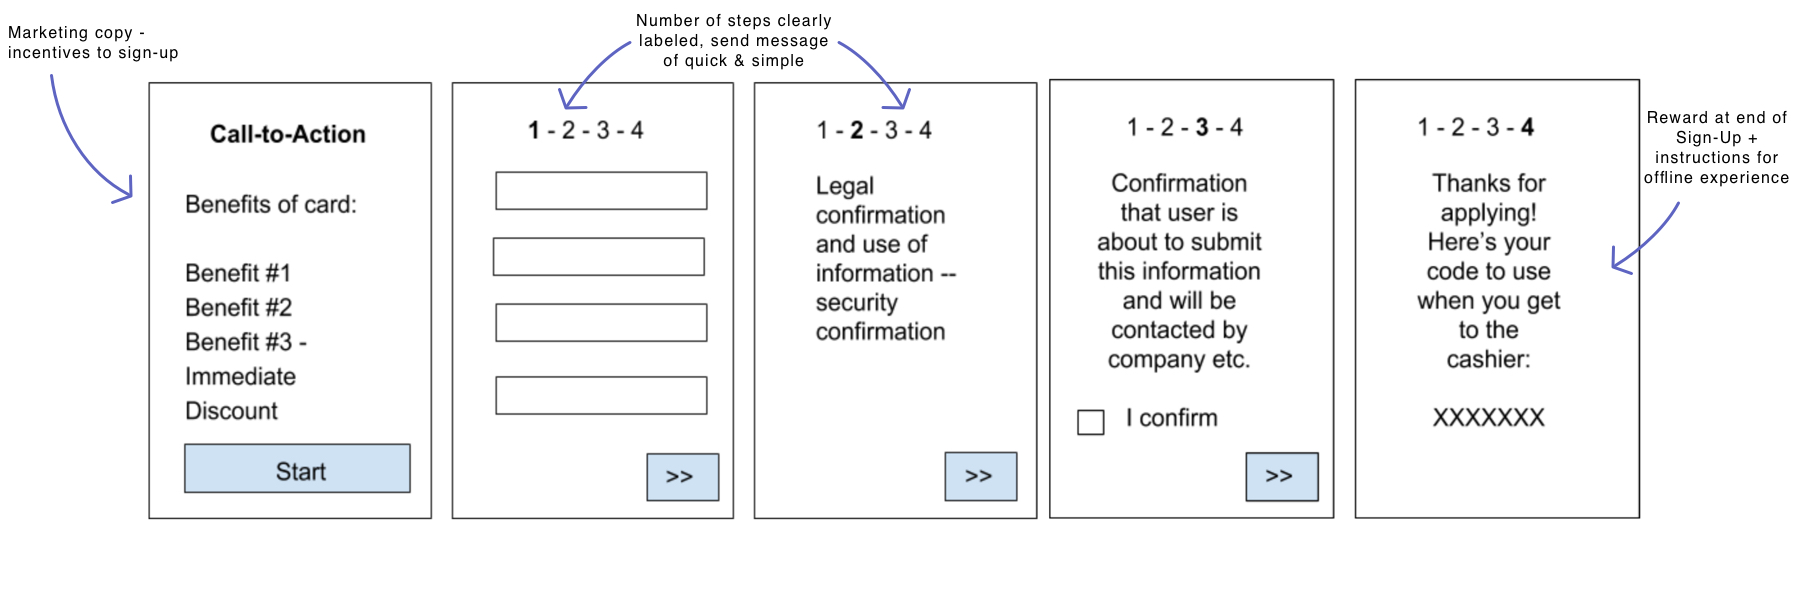 Marketing copy -
incentives to sign-up
Number of steps clearly
labeled, send message
of quick & simple
Call-to-Action
Benefits of card:
Benefit #1
Benefit #2
Benefit #3 -
Immediate
Discount
Start
1 - 2 - 3 - 4
>>
1 - 2 - 3 - 4
Legal
confirmation
and use of
information --
security
confirmation
>>
1 - 2 - 3 - 4
Confirmation
that user is
about to submit
this information
and will be
contacted by
company etc.
I confirm
>>
1 - 2 - 3 - 4
Thanks for
applying!
Here’s your
code to use
when you get
to the
cashier:
XXXXXXX
Reward at end of
Sign-Up +
instructions for
offline experience